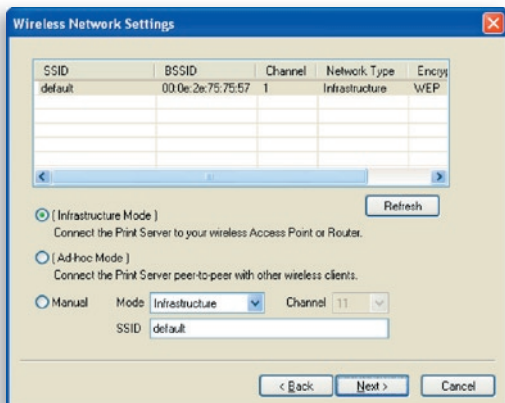 Wireless Network Settings
SSID BSSID Channel Network Type Encryp
default 00:0e:2e:75:75:57 1 Infrastructure WEP
Refresh
( Infrastructure Mode )
Connect the Print Server to your wireless Access Point or Router.
( Ad-hoc Mode )
Connect the Print Server peer-to-peer with other wireless clients.
Manual Mode Infrastructure Channel 11
SSID default
< Back Next > Cancel